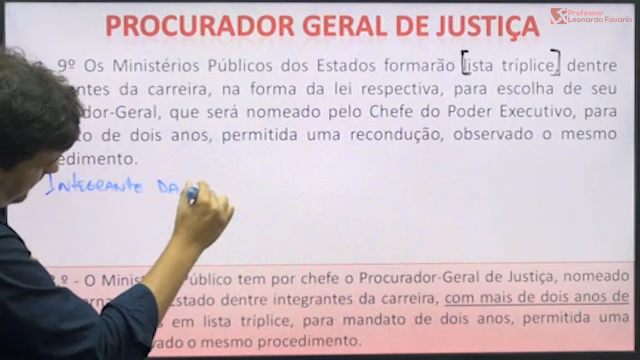 PROCURADOR GERAL DE JUSTIÇA
Professor
Leonardo Favarin
9º Os Ministérios Públicos dos Estados formarão [lista tríplice] dentre
entes da carreira, na forma da lei respectiva, para escolha de seu
dor-Geral, que será nomeado pelo Chefe do Poder Executivo, para
to de dois anos, permitida uma recondução, observado o mesmo
edimento.
INTEGRANTE DA
.º - O Minis Público tem por chefe o Procurador-Geral de Justiça, nomeado
Estado dentre integrantes da carreira, com mais de dois anos de
s em lista tríplice, para mandato de dois anos, permitida uma
vado o mesmo procedimento.